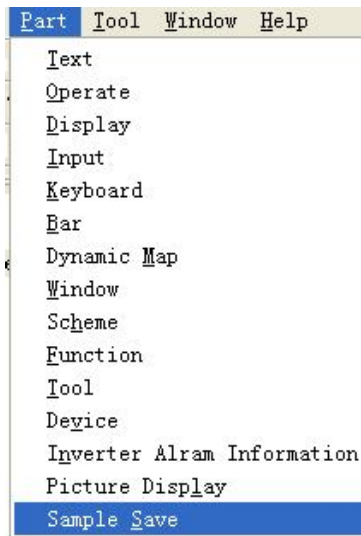 Part Tool Window Help
Text
Operate
Display
Input
Keyboard
Bar
Dynamic Map
Window
Scheme
Function
Tool
Device
Inverter Alram Information
Picture Display
Sample Save